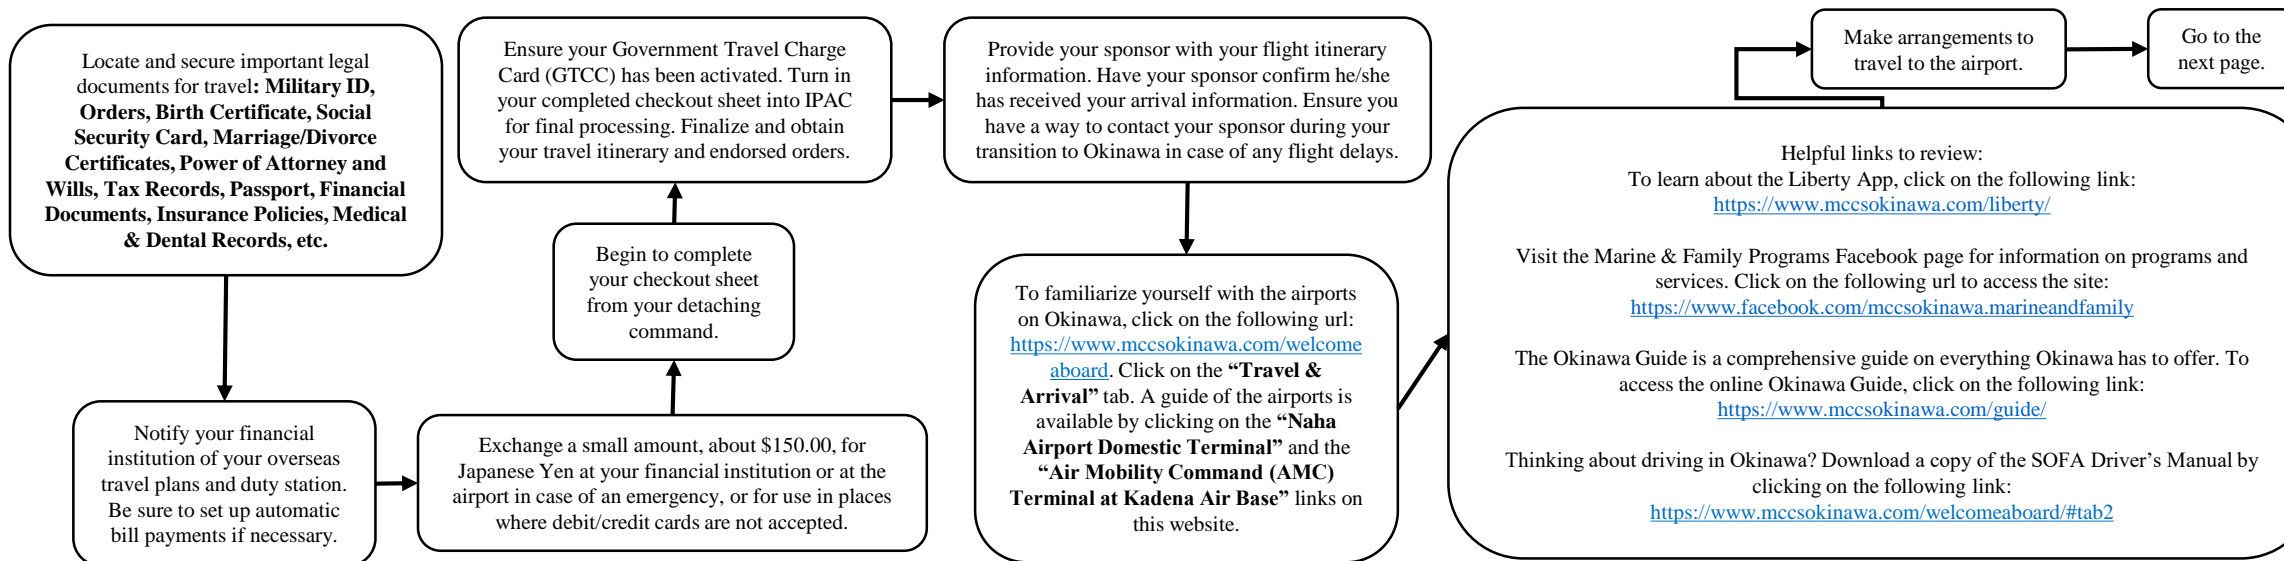 Locate and secure important legal
documents for travel: Military ID,
Orders, Birth Certificate, Social
Security Card, Marriage/Divorce
Certificates, Power of Attorney and
Wills, Tax Records, Passport, Financial
Documents, Insurance Policies, Medical
& Dental Records, etc.
Notify your financial
institution of your overseas
travel plans and duty station.
Be sure to set up automatic
bill payments if necessary.
Exchange a small amount, about $150.00, for
Japanese Yen at your financial institution or at the
airport in case of an emergency, or for use in places
where debit/credit cards are not accepted.
Begin to complete
your checkout sheet
from your detaching
command.
Ensure your Government Travel Charge
Card (GTCC) has been activated. Turn in
your completed checkout sheet into IPAC
for final processing. Finalize and obtain
your travel itinerary and endorsed orders.
Provide your sponsor with your flight itinerary
information. Have your sponsor confirm he/she
has received your arrival information. Ensure you
have a way to contact your sponsor during your
transition to Okinawa in case of any flight delays.
To familiarize yourself with the airports
on Okinawa, click on the following url:
https://www.mccsokinawa.com/welcome
aboard. Click on the “Travel &
Arrival” tab. A guide of the airports is
available by clicking on the “Naha
Airport Domestic Terminal” and the
“Air Mobility Command (AMC)
Terminal at Kadena Air Base” links on
this website.
Helpful links to review:
To learn about the Liberty App, click on the following link:
https://www.mccsokinawa.com/liberty/
Visit the Marine & Family Programs Facebook page for information on programs and
services. Click on the following url to access the site:
https://www.facebook.com/mccsokinawa.marineandfamily
The Okinawa Guide is a comprehensive guide on everything Okinawa has to offer. To
access the online Okinawa Guide, click on the following link:
https://www.mccsokinawa.com/guide/
Thinking about driving in Okinawa? Download a copy of the SOFA Driver’s Manual by
clicking on the following link:
https://www.mccsokinawa.com/welcomeaboard/#tab2
Make arrangements to
travel to the airport.
Go to the
next page.